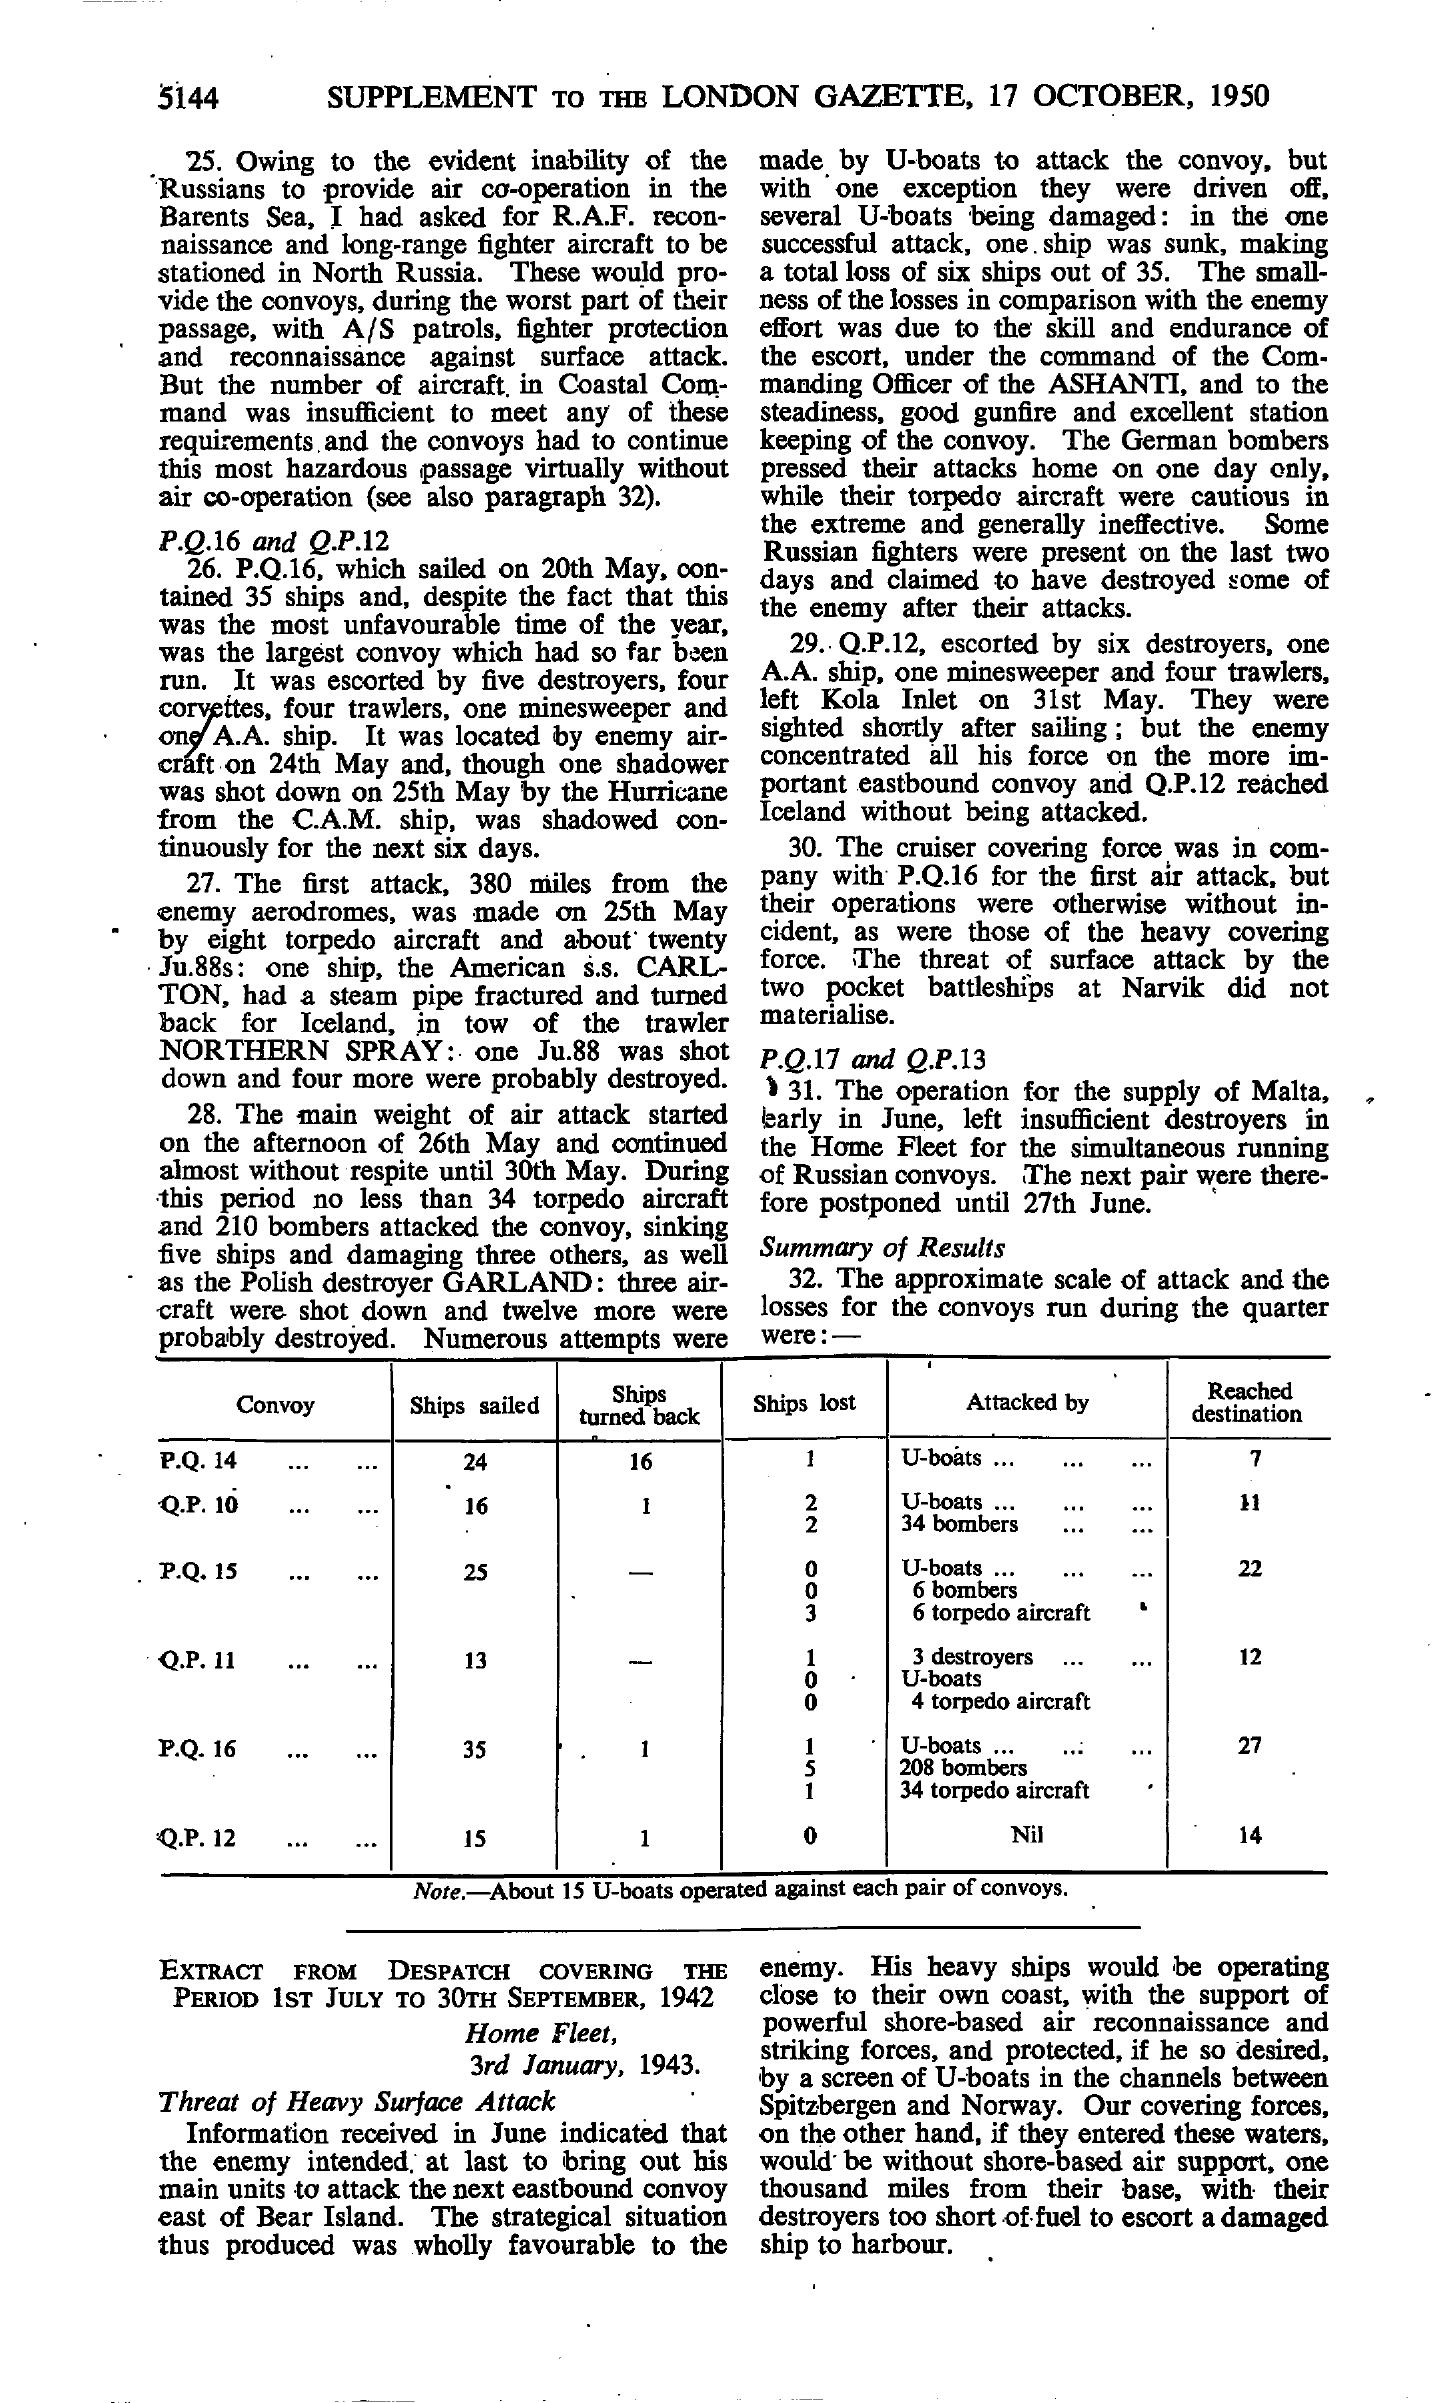 5144 SUPPLEMENT TO THE LONDON GAZETTE, 17 OCTOBER, 1950
25. Owing to the evident inability of the
Russians to provide air co-operation in the
Barents Sea, I had asked for R.A.F. recon-
naissance and long-range fighter aircraft to be
stationed in North Russia. These would pro-
vide the convoys, during the worst part of their
passage, with A/S patrols, fighter protection
and reconnaissance against surface attack.
But the number of aircraft in Coastal Com-
mand was insufficient to meet any of these
requirements and the convoys had to continue
this most hazardous passage virtually without
air co-operation (see also paragraph 32).
P.Q.16 and Q.P.12
26. P.Q.16, which sailed on 20th May, con-
tained 35 ships and, despite the fact that this
was the most unfavourable time of the year,
was the largest convoy which had so far been
run. It was escorted by five destroyers, four
corvettes, four trawlers, one minesweeper and
one A.A. ship. It was located by enemy air-
craft on 24th May and, though one shadower
was shot down on 25th May by the Hurricane
from the C.A.M. ship, was shadowed con-
tinuously for the next six days.
27. The first attack, 380 miles from the
enemy aerodromes, was made on 25th May
by eight torpedo aircraft and about twenty
Ju.88s: one ship, the American s.s. CARL-
TON, had a steam pipe fractured and turned
back for Iceland, in tow of the trawler
NORTHERN SPRAY: one Ju.88 was shot
down and four more were probably destroyed.
28. The main weight of air attack started
on the afternoon of 26th May and continued
almost without respite until 30th May. During
this period no less than 34 torpedo aircraft
and 210 bombers attacked the convoy, sinking
five ships and damaging three others, as well
as the Polish destroyer GARLAND: three air-
craft were shot down and twelve more were
probably destroyed. Numerous attempts were
made by U-boats to attack the convoy, but
with one exception they were driven off,
several U-boats being damaged: in the one
successful attack, one ship was sunk, making
a total loss of six ships out of 35. The small-
ness of the losses in comparison with the enemy
effort was due to the skill and endurance of
the escort, under the command of the Com-
manding Officer of the ASHANTI, and to the
steadiness, good gunfire and excellent station
keeping of the convoy. The German bombers
pressed their attacks home on one day only,
while their torpedo aircraft were cautious in
the extreme and generally ineffective. Some
Russian fighters were present on the last two
days and claimed to have destroyed some of
the enemy after their attacks.
29. Q.P.12, escorted by six destroyers, one
A.A. ship, one minesweeper and four trawlers,
left Kola Inlet on 31st May. They were
sighted shortly after sailing; but the enemy
concentrated all his force on the more im-
portant eastbound convoy and Q.P.12 reached
Iceland without being attacked.
30. The cruiser covering force was in com-
pany with P.Q.16 for the first air attack, but
their operations were otherwise without in-
cident, as were those of the heavy covering
force. The threat of surface attack by the
two pocket battleships at Narvik did not
materialise.
P.Q.17 and Q.P.13
31. The operation for the supply of Malta,
early in June, left insufficient destroyers in
the Home Fleet for the simultaneous running
of Russian convoys. The next pair were there-
fore postponed until 27th June.
Summary of Results
32. The approximate scale of attack and the
losses for the convoys run during the quarter
were:—
Convoy Ships sailed Ships turned back Ships lost Attacked by Reached destination
P.Q. 14 ... ... 24 16 1 U-boats ... ... ... 7
Q.P. 10 ... ... 16 1 2 U-boats ... ... ... 11
2 34 bombers ... ...
P.Q. 15 ... ... 25 — 0 U-boats ... ... ... 22
0 6 bombers
3 6 torpedo aircraft
Q.P. 11 ... ... 13 — 1 3 destroyers ... ... 12
0 U-boats
0 4 torpedo aircraft
P.Q. 16 ... ... 35 1 1 U-boats ... ... ... 27
5 208 bombers
1 34 torpedo aircraft
Q.P. 12 ... ... 15 1 0 Nil 14
Note.—About 15 U-boats operated against each pair of convoys.
EXTRACT FROM DESPATCH COVERING THE
PERIOD 1ST JULY TO 30TH SEPTEMBER, 1942
Home Fleet,
3rd January, 1943.
Threat of Heavy Surface Attack
Information received in June indicated that
the enemy intended at last to bring out his
main units to attack the next eastbound convoy
east of Bear Island. The strategical situation
thus produced was wholly favourable to the
enemy. His heavy ships would be operating
close to their own coast, with the support of
powerful shore-based air reconnaissance and
striking forces, and protected, if he so desired,
by a screen of U-boats in the channels between
Spitzbergen and Norway. Our covering forces,
on the other hand, if they entered these waters,
would be without shore-based air support, one
thousand miles from their base, with their
destroyers too short of fuel to escort a damaged
ship to harbour.